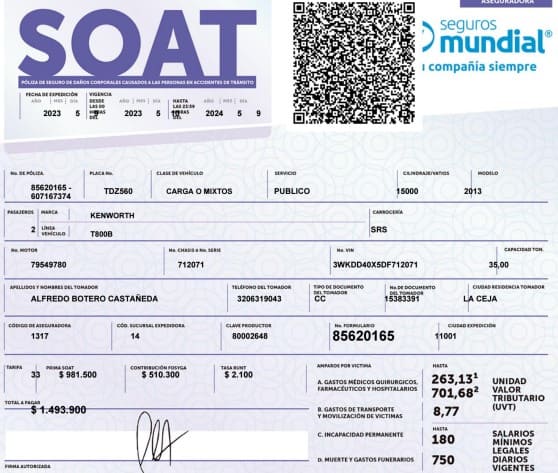 ASEGURADORA
SOAT
seguros
mundial®
compañía siempre
PÓLIZA DE SEGURO DE DAÑOS CORPORALES CAUSADOS A LAS PERSONAS EN ACCIDENTES DE TRÁNSITO
FECHA DE EXPEDICIÓN VIGENCIA
AÑO MES DÍA DESDE LAS 00 HORAS DEL AÑO MES DÍA HASTA LAS 23:59 HORAS DEL AÑO MES DÍA
2023 5 2023 5 2024 5 9
No. DE PÓLIZA. PLACA No. CLASE DE VEHÍCULO SERVICIO CILINDRAJE/VATIOS MODELO
85620165 - 607167374 TDZ560 CARGA O MIXTOS PUBLICO 15000 2013
PASAJEROS MARCA CARROCERÍA
KENWORTH
2 LÍNEA VEHÍCULO T800B SRS
No. MOTOR No. CHASIS ó No. SERIE No. VIN CAPACIDAD TON.
79549780 712071 3WKDD40X5DF712071 35,00
APELLIDOS Y NOMBRES DEL TOMADOR TELÉFONO DEL TOMADOR TIPO DE DOCUMENTO DEL TOMADOR No.DE DOCUMENTO DEL TOMADOR CIUDAD RESIDENCIA TOMADOR
ALFREDO BOTERO CASTAÑEDA 3206319043 CC 15383391 LA CEJA
CÓDIGO DE ASEGURADORA CÓD. SUCURSAL EXPEDIDORA CLAVE PRODUCTOR No. FORMULARIO CIUDAD EXPEDICIÓN
1317 14 80002648 85620165 11001
TARIFA PRIMA SOAT CONTRIBUCIÓN FOSYGA TASA RUNT
33 $ 981.500 $ 510.300 $ 2.100
TOTAL A PAGAR
$ 1.493.900
FIRMA AUTORIZADA
AMPAROS POR VICTIMA HASTA
A. GASTOS MÉDICOS QUIRURGICOS, FARMACÉUTICOS Y HOSPITALARIOS 263,13¹ 701,68²
B. GASTOS DE TRANSPORTE Y MOVILIZACIÓN DE VICTIMAS 8,77
UNIDAD VALOR TRIBUTARIO (UVT)
HASTA
C. INCAPACIDAD PERMANENTE 180
D. MUERTE Y GASTOS FUNERARIOS 750
SALARIOS MÍNIMOS LEGALES DIARIOS VIGENTES